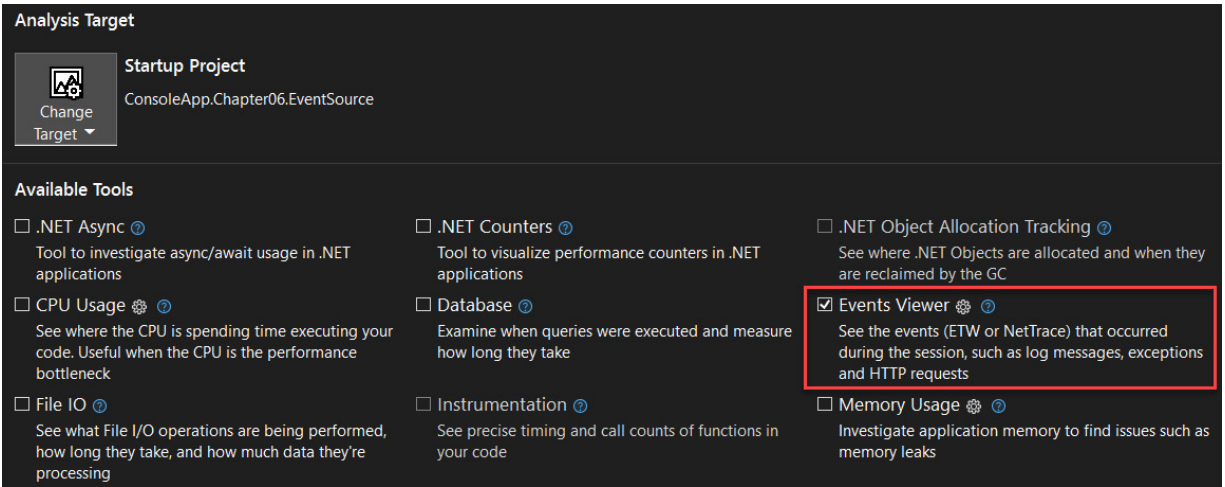 Analysis Target
Change
Target
Startup Project
ConsoleApp.Chapter06.EventSource
Available Tools
.NET Async
Tool to investigate async/await usage in .NET
applications
.NET Counters
Tool to visualize performance counters in .NET
applications
.NET Object Allocation Tracking
See where .NET Objects are allocated and when they
are reclaimed by the GC
CPU Usage
See where the CPU is spending time executing your
code. Useful when the CPU is the performance
bottleneck
Database
Examine when queries were executed and measure
how long they take
Events Viewer
See the events (ETW or NetTrace) that occurred
during the session, such as log messages, exceptions
and HTTP requests
File IO
See what File I/O operations are being performed,
how long they take, and how much data they're
processing
Instrumentation
See precise timing and call counts of functions in
your code
Memory Usage
Investigate application memory to find issues such as
memory leaks